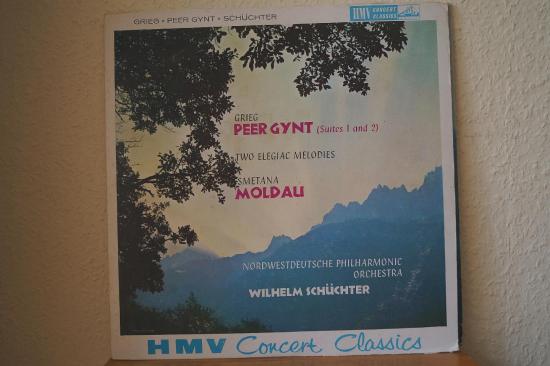 GRIEG • PEER GYNT • SCHÜCHTER
HMV CONCERT CLASSICS
GRIEG
PEER GYNT (Suites 1 and 2)
TWO ELEGIAC MELODIES
SMETANA
MOLDAU
NORDWESTDEUTSCHE PHILHARMONIC
ORCHESTRA
WILHELM SCHÜCHTER
HMV Concert Classics